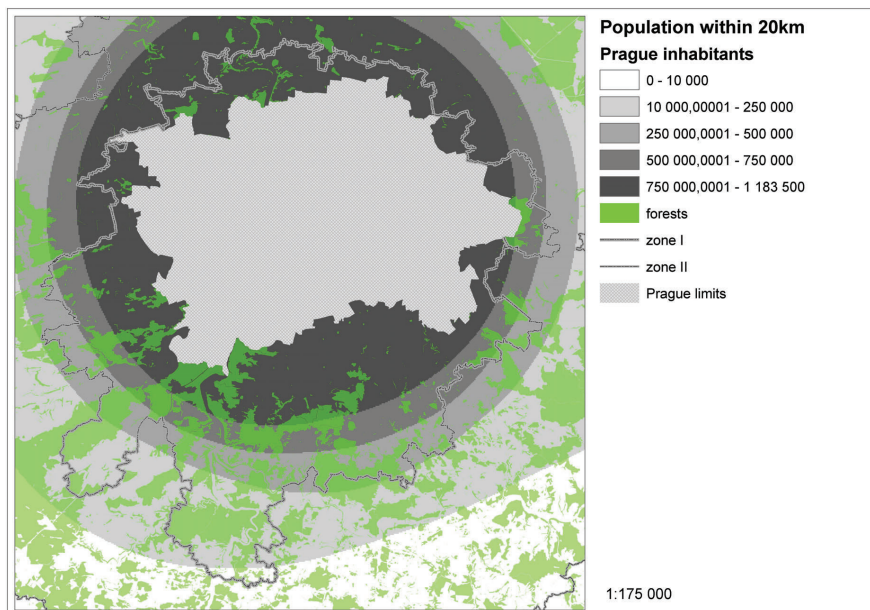 Population within 20km
Prague inhabitants
0 - 10 000
10 000,00001 - 250 000
250 000,0001 - 500 000
500 000,0001 - 750 000
750 000,0001 - 1 183 500
forests
zone I
zone II
Prague limits
1:175 000